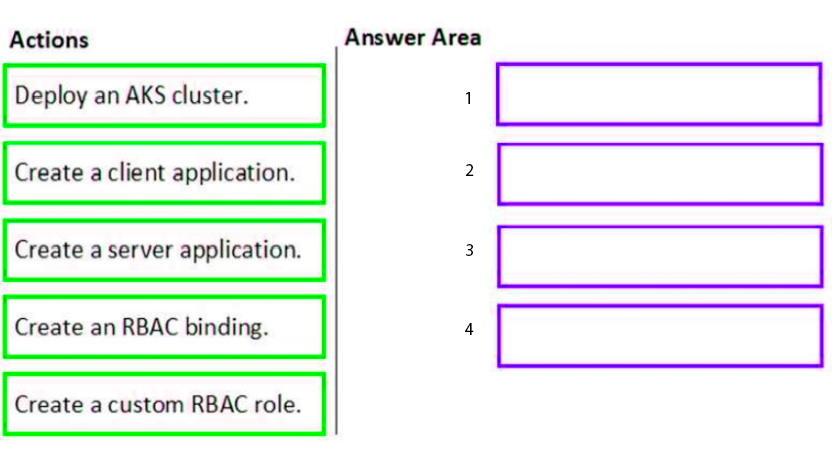 Actions
Answer Area
Deploy an AKS cluster.
1
Create a client application.
2
Create a server application.
3
Create an RBAC binding.
4
Create a custom RBAC role.